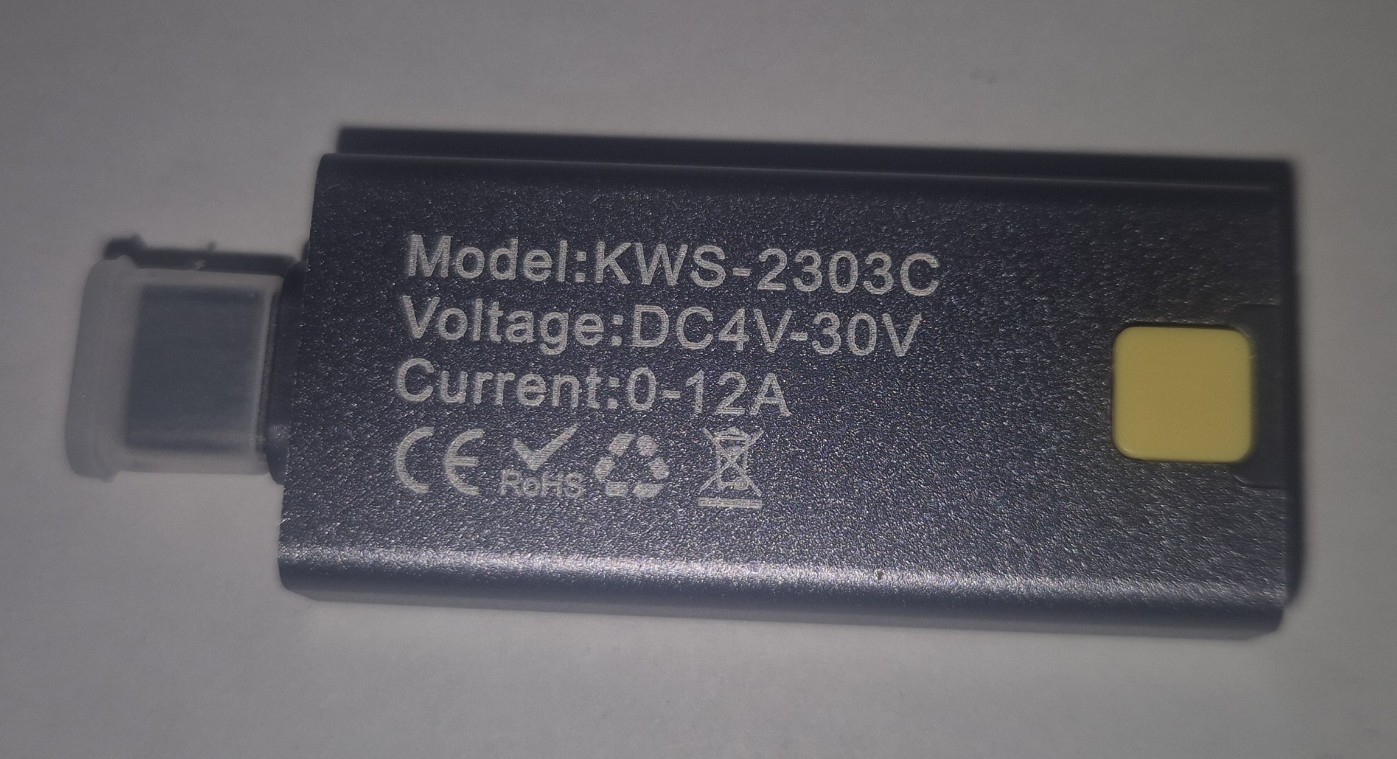 Model:KWS-2303C
Voltage:DC4V-30V
Current:0-12A
CE RoHS